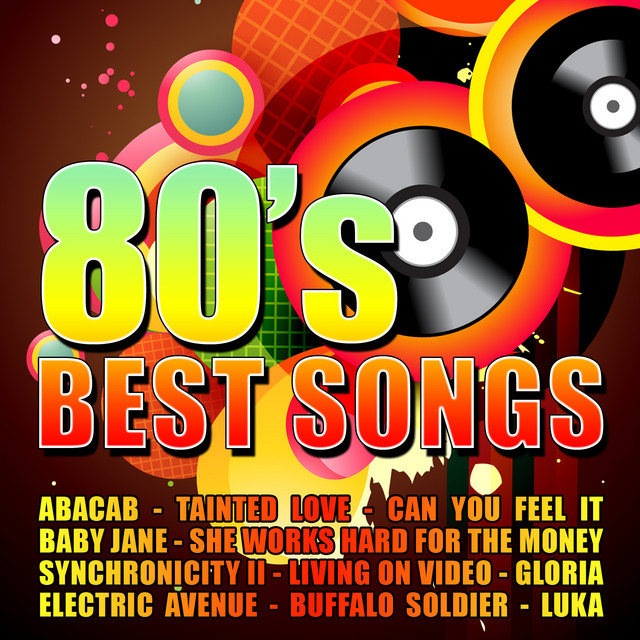 80's
BEST SONGS
ABACAB - TAINTED LOVE - CAN YOU FEEL IT
BABY JANE - SHE WORKS HARD FOR THE MONEY
SYNCHRONICITY II - LIVING ON VIDEO - GLORIA
ELECTRIC AVENUE - BUFFALO SOLDIER - LUKA